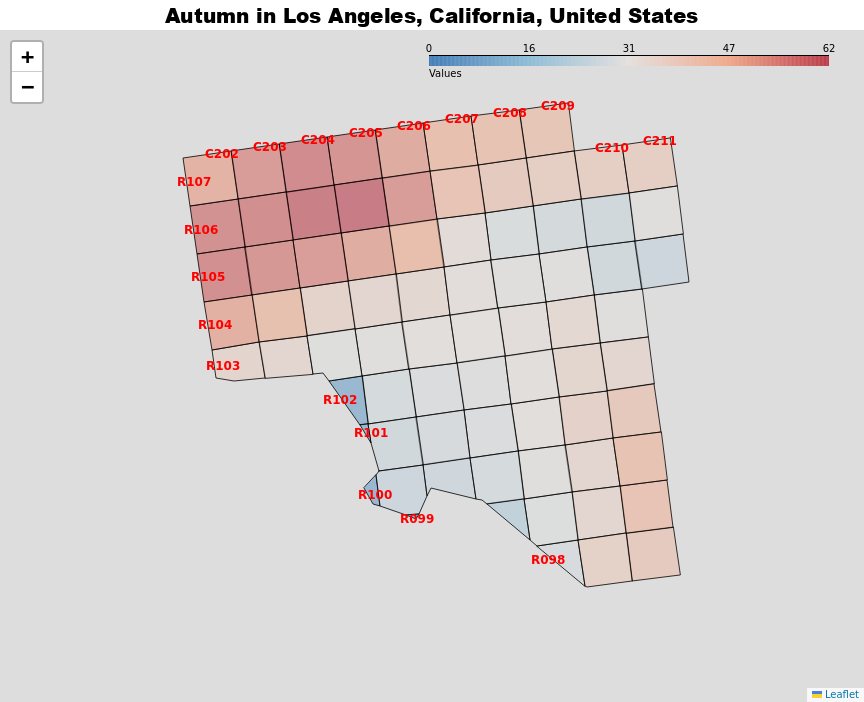 Autumn in Los Angeles, California, United States
+
−
0 16 31 47 62
Values
C202 C203 C204 C205 C206 C207 C208 C209
C210 C211
R107
R106
R105
R104
R103
R102
R101
R100
R099
R098
Leaflet